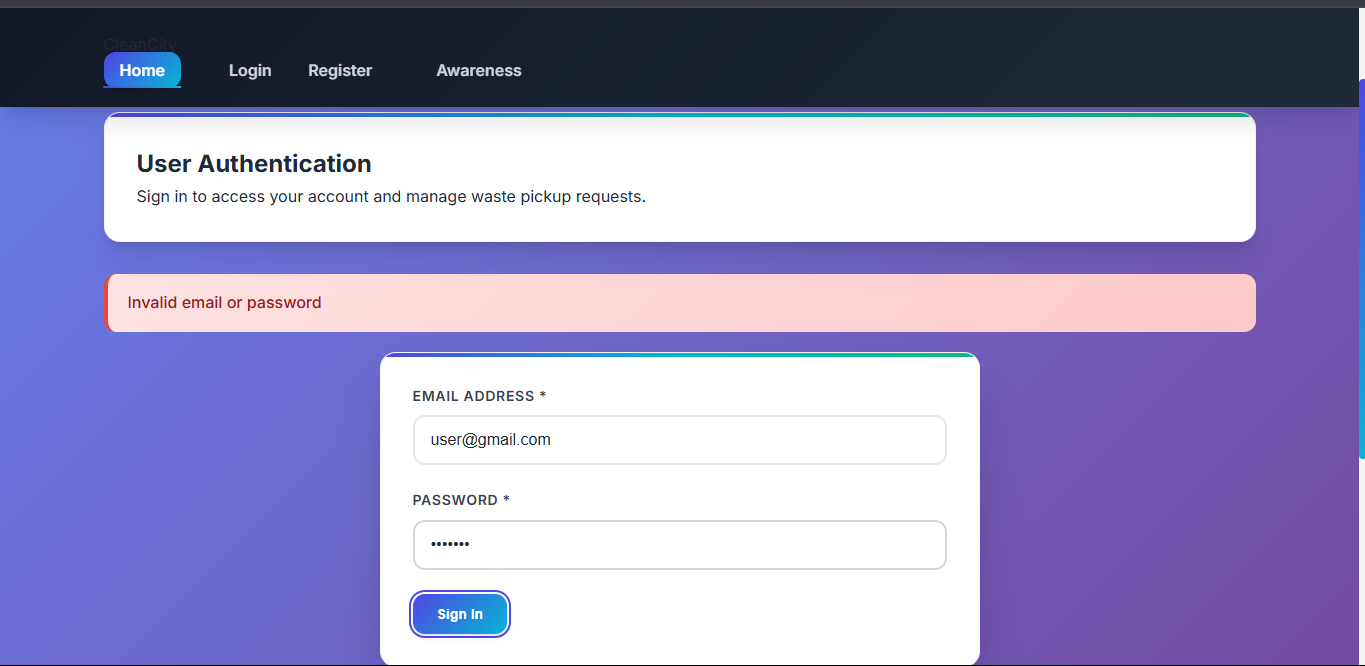 CleanCity
Home Login Register Awareness
User Authentication
Sign in to access your account and manage waste pickup requests.
Invalid email or password
EMAIL ADDRESS *
user@gmail.com
PASSWORD *
•••••••
Sign In